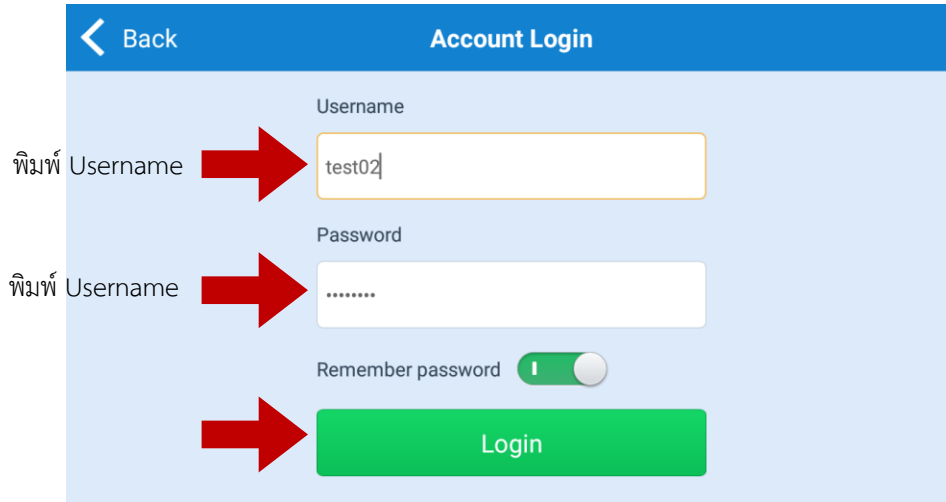 Back
Account Login
Username
พิมพ์ Username
test02
Password
พิมพ์ Username
........
Remember password
Login